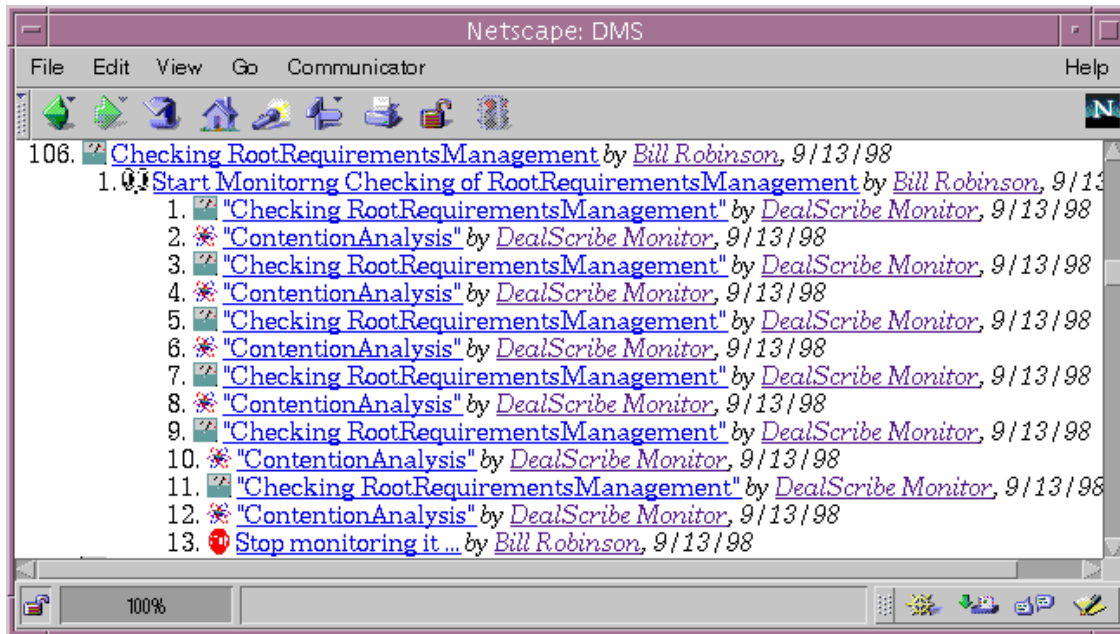 Netscape: DMS
File Edit View Go Communicator Help
N
106. Checking RootRequirementsManagement by Bill Robinson, 9/13/98
1. Start Monitorng Checking of RootRequirementsManagement by Bill Robinson, 9/13
1. "Checking RootRequirementsManagement" by DealScribe Monitor, 9/13/98
2. "ContentionAnalysis" by DealScribe Monitor, 9/13/98
3. "Checking RootRequirementsManagement" by DealScribe Monitor, 9/13/98
4. "ContentionAnalysis" by DealScribe Monitor, 9/13/98
5. "Checking RootRequirementsManagement" by DealScribe Monitor, 9/13/98
6. "ContentionAnalysis" by DealScribe Monitor, 9/13/98
7. "Checking RootRequirementsManagement" by DealScribe Monitor, 9/13/98
8. "ContentionAnalysis" by DealScribe Monitor, 9/13/98
9. "Checking RootRequirementsManagement" by DealScribe Monitor, 9/13/98
10. "ContentionAnalysis" by DealScribe Monitor, 9/13/98
11. "Checking RootRequirementsManagement" by DealScribe Monitor, 9/13/98
12. "ContentionAnalysis" by DealScribe Monitor, 9/13/98
13. Stop monitoring it ... by Bill Robinson, 9/13/98
100%